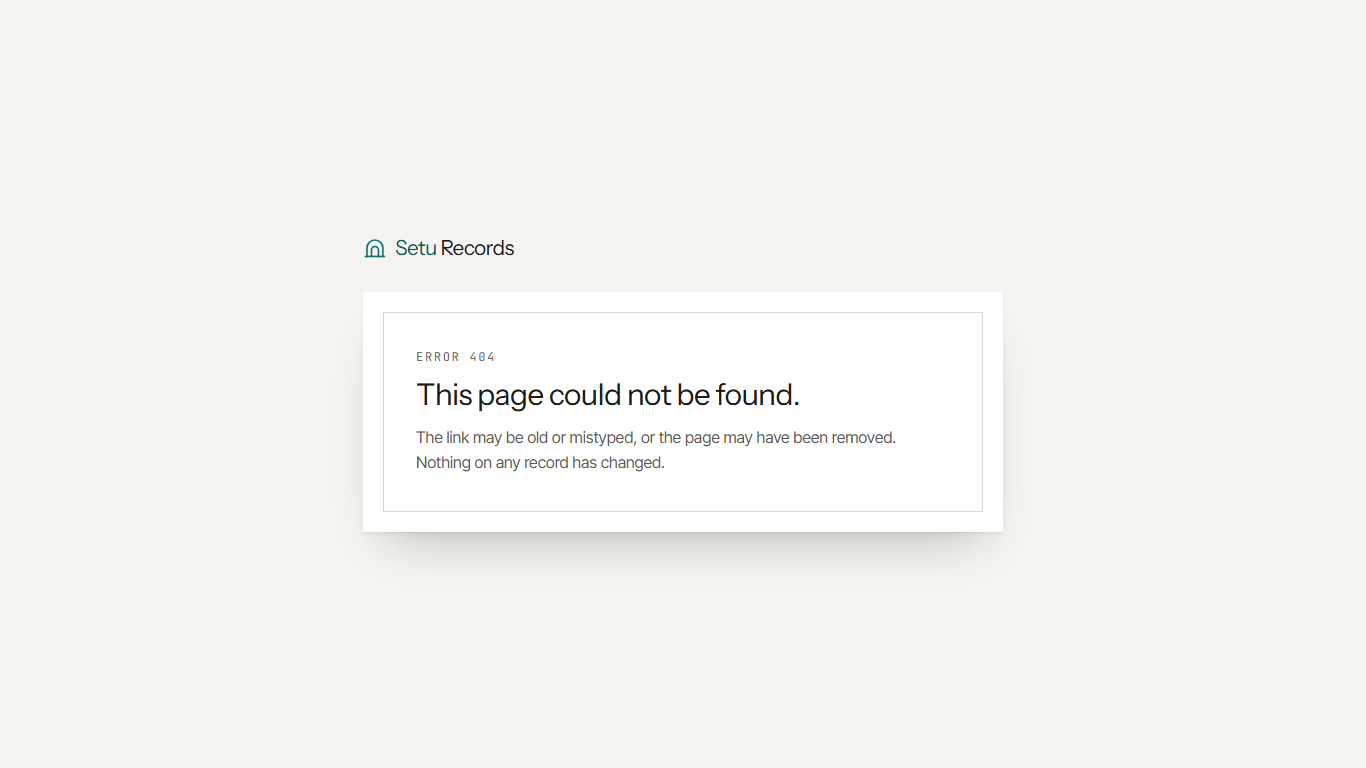 Setu Records
ERROR 404
This page could not be found.
The link may be old or mistyped, or the page may have been removed.
Nothing on any record has changed.